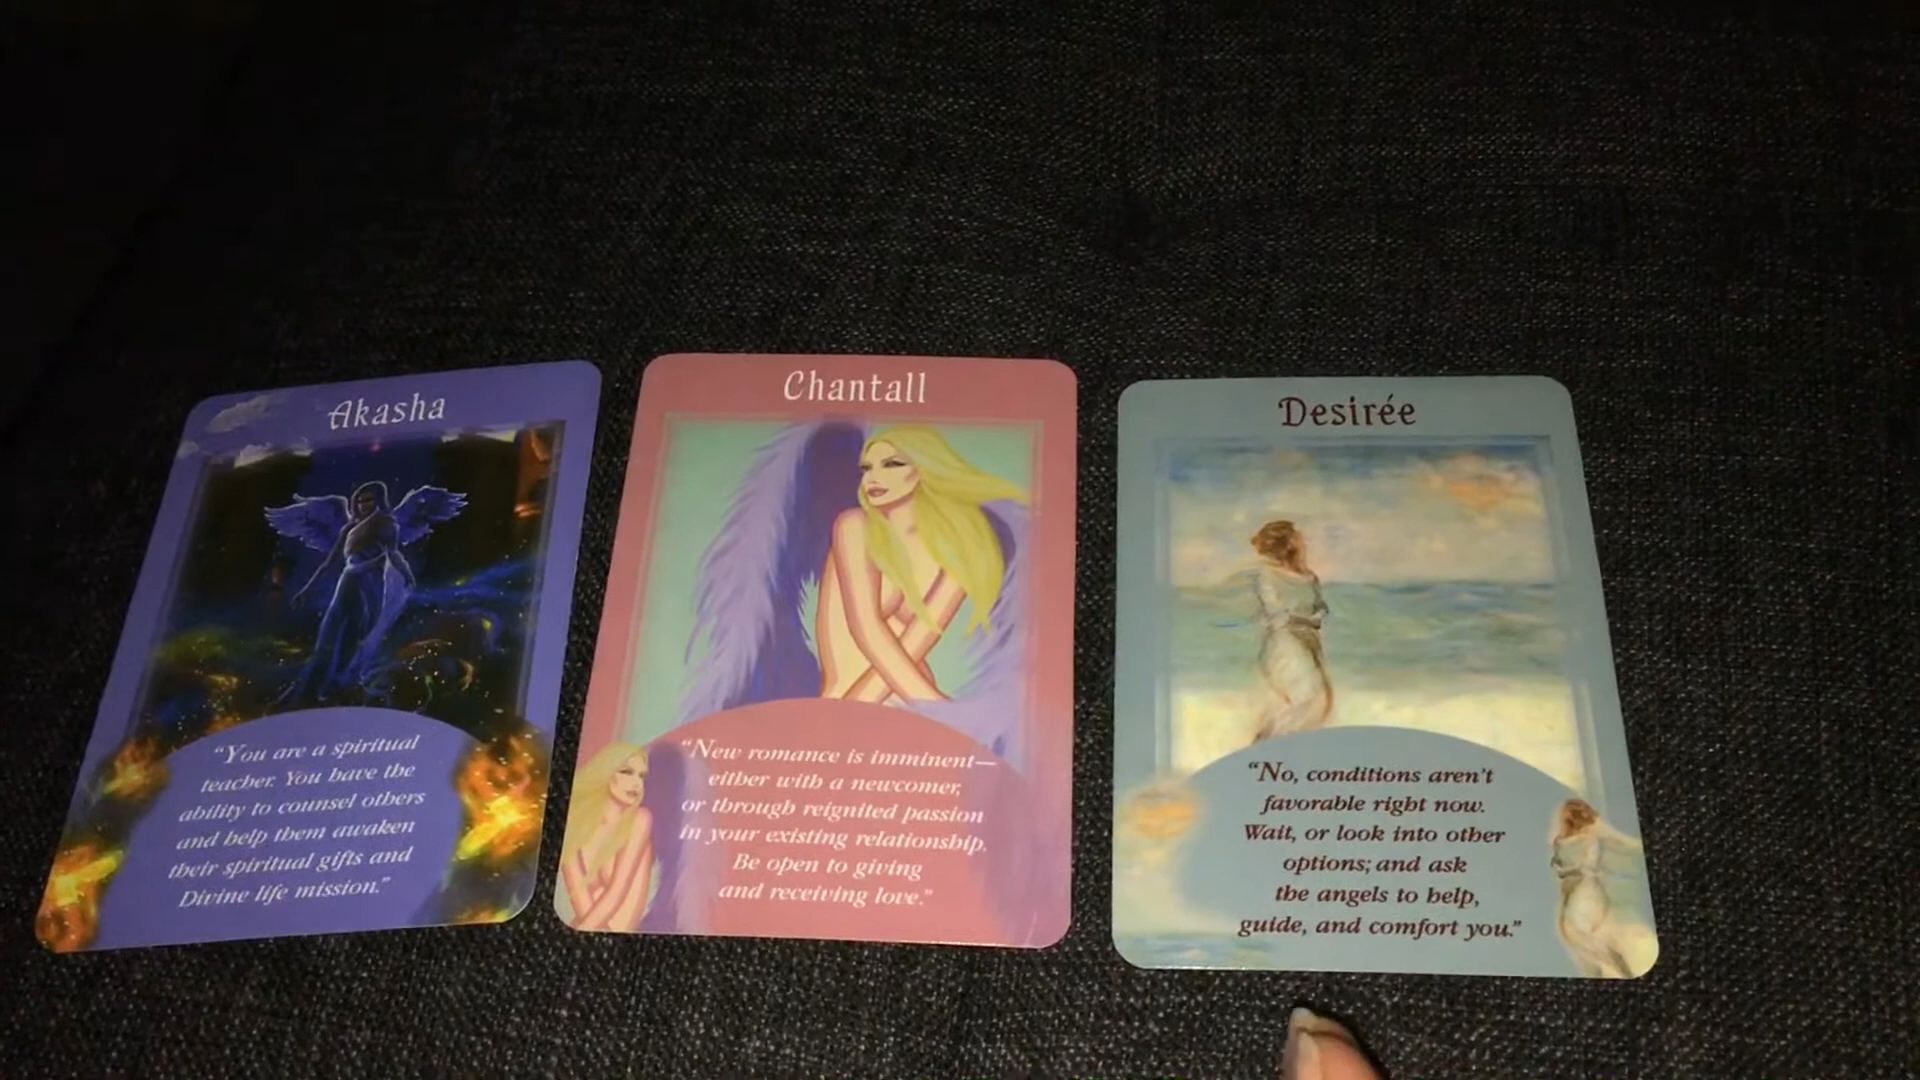 Akasha
"You are a spiritual
teacher. You have the
ability to counsel others
and help them awaken
their spiritual gifts and
Divine life mission."
Chantall
"New romance is imminent—
either with a newcomer,
or through reignited passion
in your existing relationship.
Be open to giving
and receiving love."
Desirée
"No, conditions aren't
favorable right now.
Wait, or look into other
options; and ask
the angels to help,
guide, and comfort you."